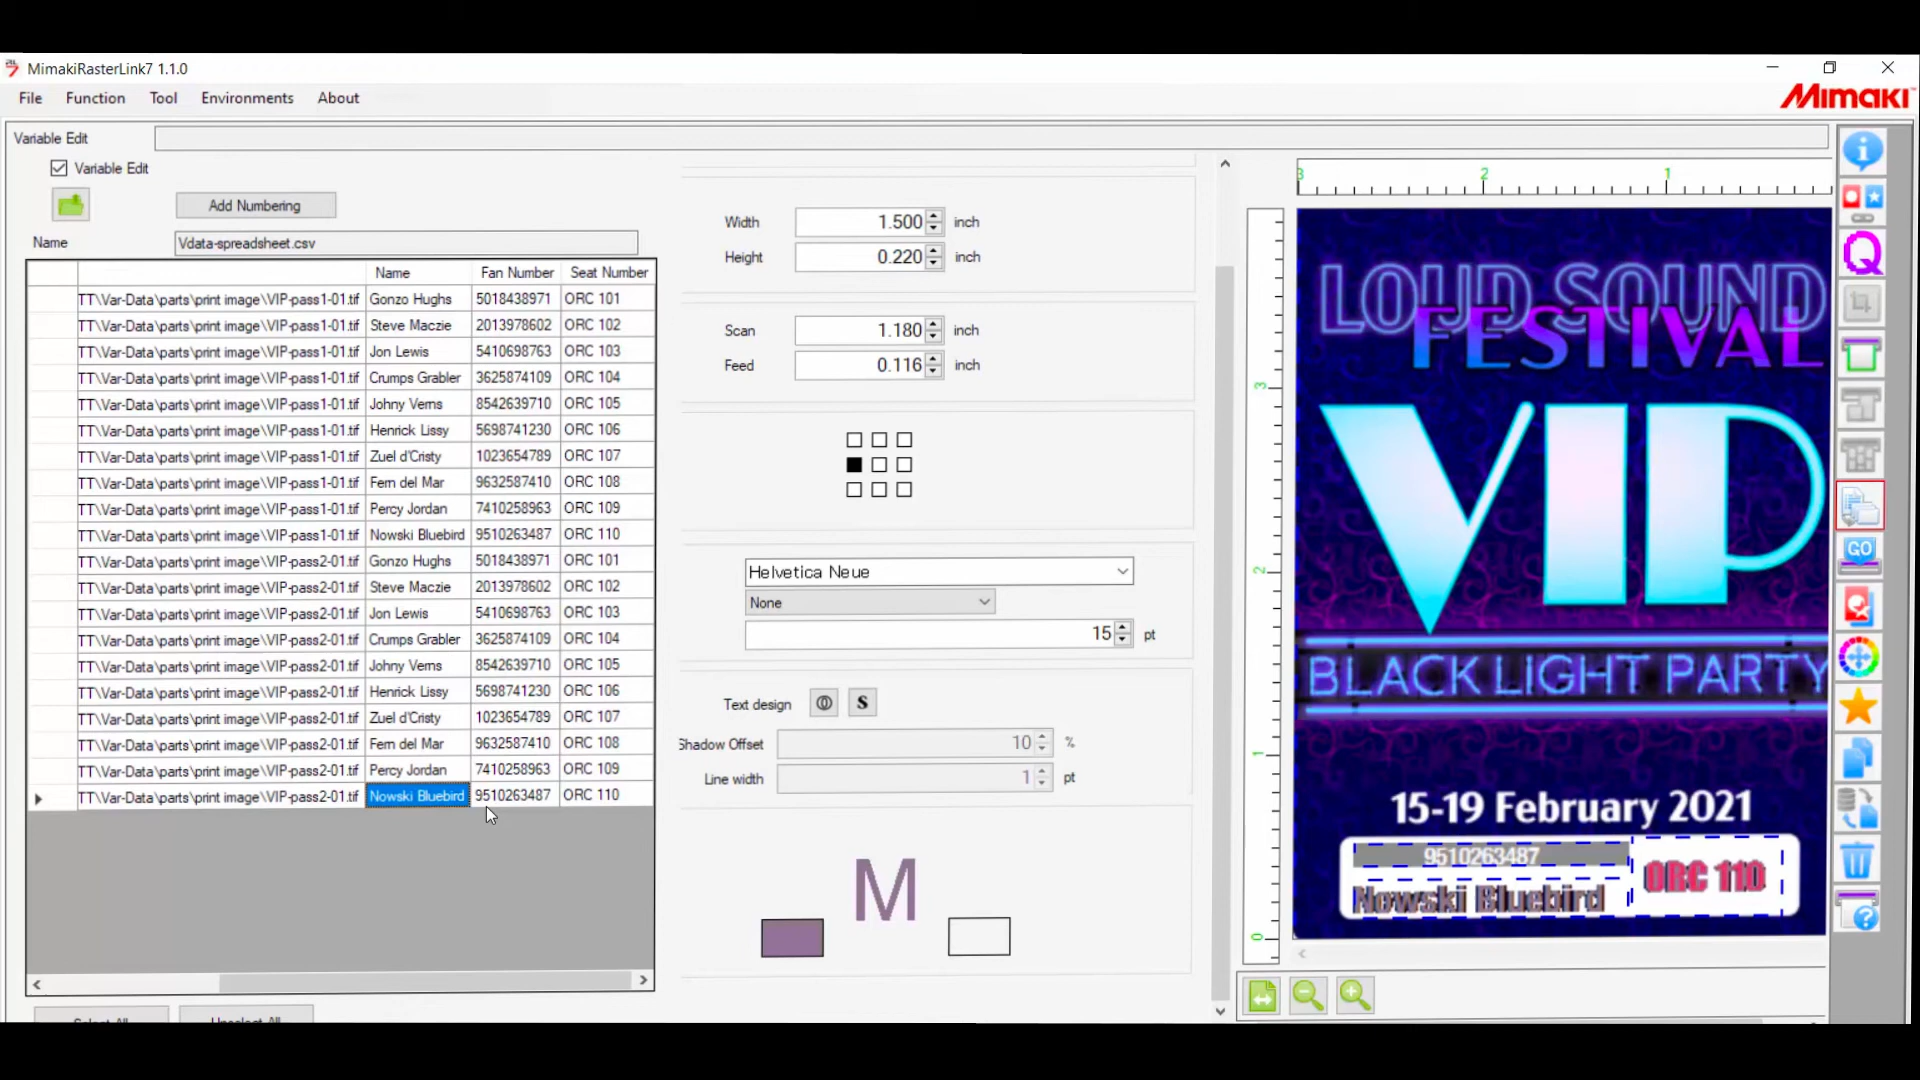 MimakiRasterLink7 1.1.0
File Function Tool Environments About
Mimaki
Variable Edit
Variable Edit
Add Numbering
Name Vdata-spreadsheet.csv
Name Fan Number Seat Number
TT\Var-Data\parts\print image\VIP-pass1-01.tif Gonzo Hughs 5018438971 ORC 101
TT\Var-Data\parts\print image\VIP-pass1-01.tif Steve Maczie 2013978602 ORC 102
TT\Var-Data\parts\print image\VIP-pass1-01.tif Jon Lewis 5410698763 ORC 103
TT\Var-Data\parts\print image\VIP-pass1-01.tif Crumps Grabler 3625874109 ORC 104
TT\Var-Data\parts\print image\VIP-pass1-01.tif Johny Verns 8542639710 ORC 105
TT\Var-Data\parts\print image\VIP-pass1-01.tif Henrick Lissy 5698741230 ORC 106
TT\Var-Data\parts\print image\VIP-pass1-01.tif Zuel d'Cristy 1023654789 ORC 107
TT\Var-Data\parts\print image\VIP-pass1-01.tif Fern del Mar 9632587410 ORC 108
TT\Var-Data\parts\print image\VIP-pass1-01.tif Percy Jordan 7410258963 ORC 109
TT\Var-Data\parts\print image\VIP-pass1-01.tif Nowski Bluebird 9510263487 ORC 110
TT\Var-Data\parts\print image\VIP-pass2-01.tif Gonzo Hughs 5018438971 ORC 101
TT\Var-Data\parts\print image\VIP-pass2-01.tif Steve Maczie 2013978602 ORC 102
TT\Var-Data\parts\print image\VIP-pass2-01.tif Jon Lewis 5410698763 ORC 103
TT\Var-Data\parts\print image\VIP-pass2-01.tif Crumps Grabler 3625874109 ORC 104
TT\Var-Data\parts\print image\VIP-pass2-01.tif Johny Verns 8542639710 ORC 105
TT\Var-Data\parts\print image\VIP-pass2-01.tif Henrick Lissy 5698741230 ORC 106
TT\Var-Data\parts\print image\VIP-pass2-01.tif Zuel d'Cristy 1023654789 ORC 107
TT\Var-Data\parts\print image\VIP-pass2-01.tif Fern del Mar 9632587410 ORC 108
TT\Var-Data\parts\print image\VIP-pass2-01.tif Percy Jordan 7410258963 ORC 109
TT\Var-Data\parts\print image\VIP-pass2-01.tif Nowski Bluebird 9510263487 ORC 110
Select All Unselect All
Width 1.500 inch
Height 0.220 inch
Scan 1.180 inch
Feed 0.116 inch
Helvetica Neue
None
15 pt
Text design S
Shadow Offset 10 %
Line width 1 pt
M
3 2 1
3
2
1
0
LOUD SOUND
FESTIVAL
VIP
BLACK LIGHT PARTY
15-19 February 2021
9510263487
ORC 110
Nowski Bluebird
i
Q
GO
?